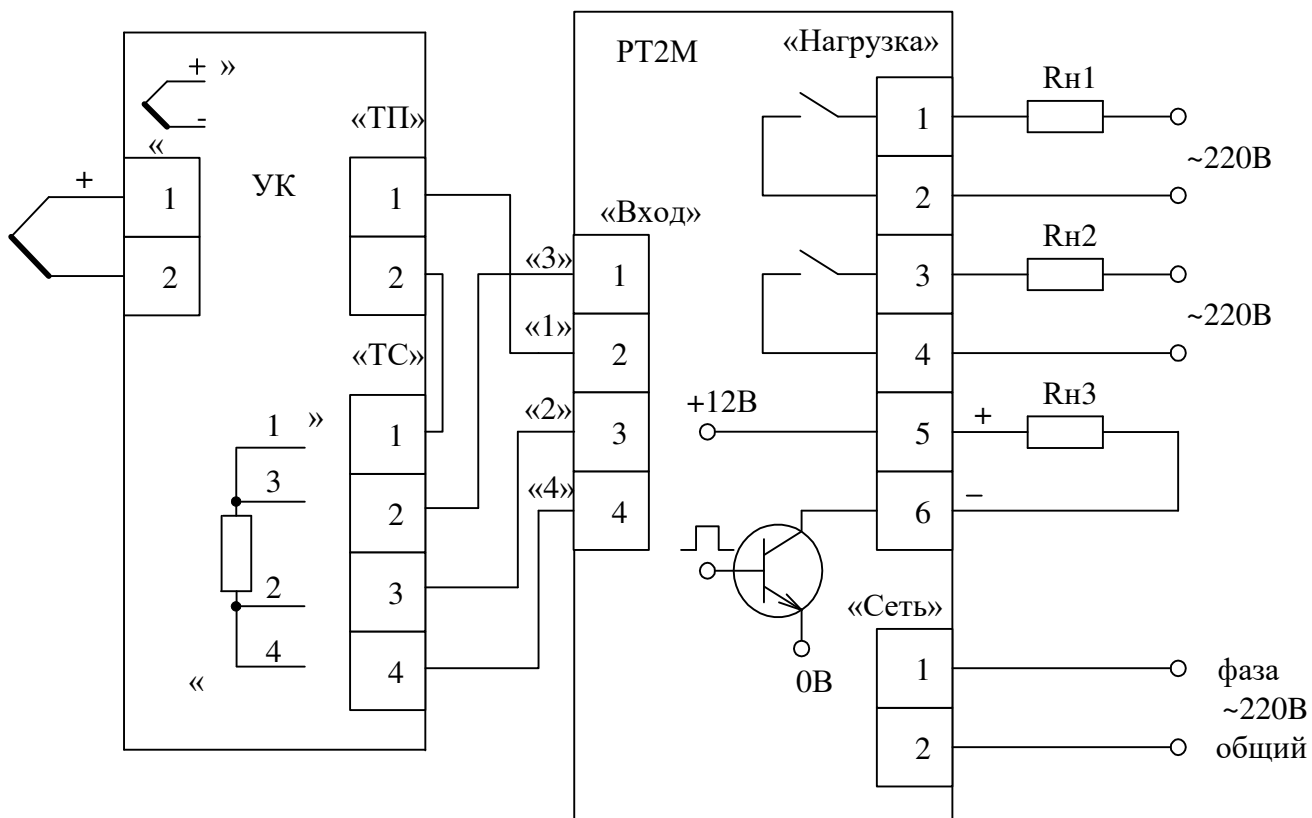 РТ2М
«Нагрузка»
+ »
-
«
УК
«ТП»
+
1
2
1
2
«ТС»
1
2
3
4
1 »
3
2
4
«
«Вход»
«3»
«1»
«2»
«4»
1
2
3
4
1
2
3
4
5
6
Rн1
~220В
Rн2
~220В
+12В
+
Rн3
–
0В
«Сеть»
1
2
фаза
~220В
общий